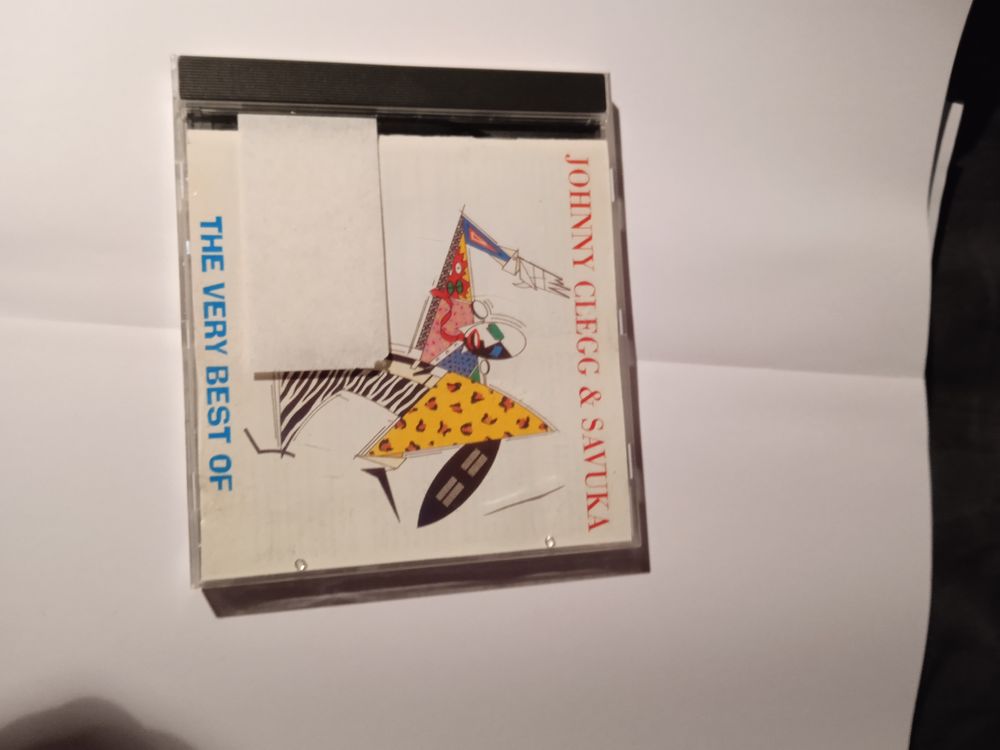 JOHNNY CLEGG & SAVUKA
THE VERY BEST OF